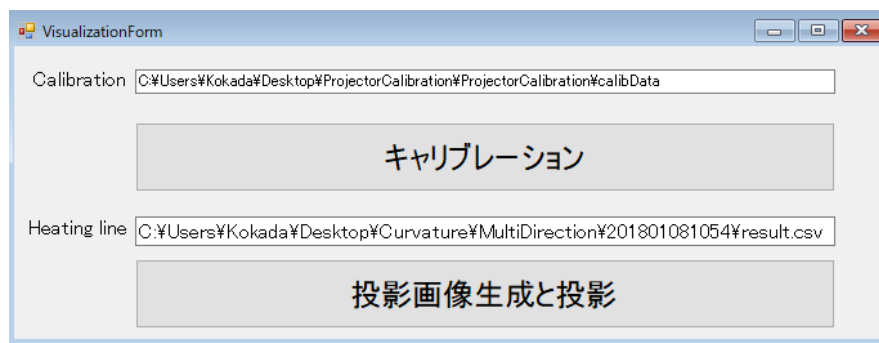 VisualizationForm
Calibration C:¥Users¥Kokada¥Desktop¥ProjectorCalibration¥ProjectorCalibration¥calibData
キャリブレーション
Heating line C:¥Users¥Kokada¥Desktop¥Curvature¥MultiDirection¥201801081054¥result.csv
投影画像生成と投影